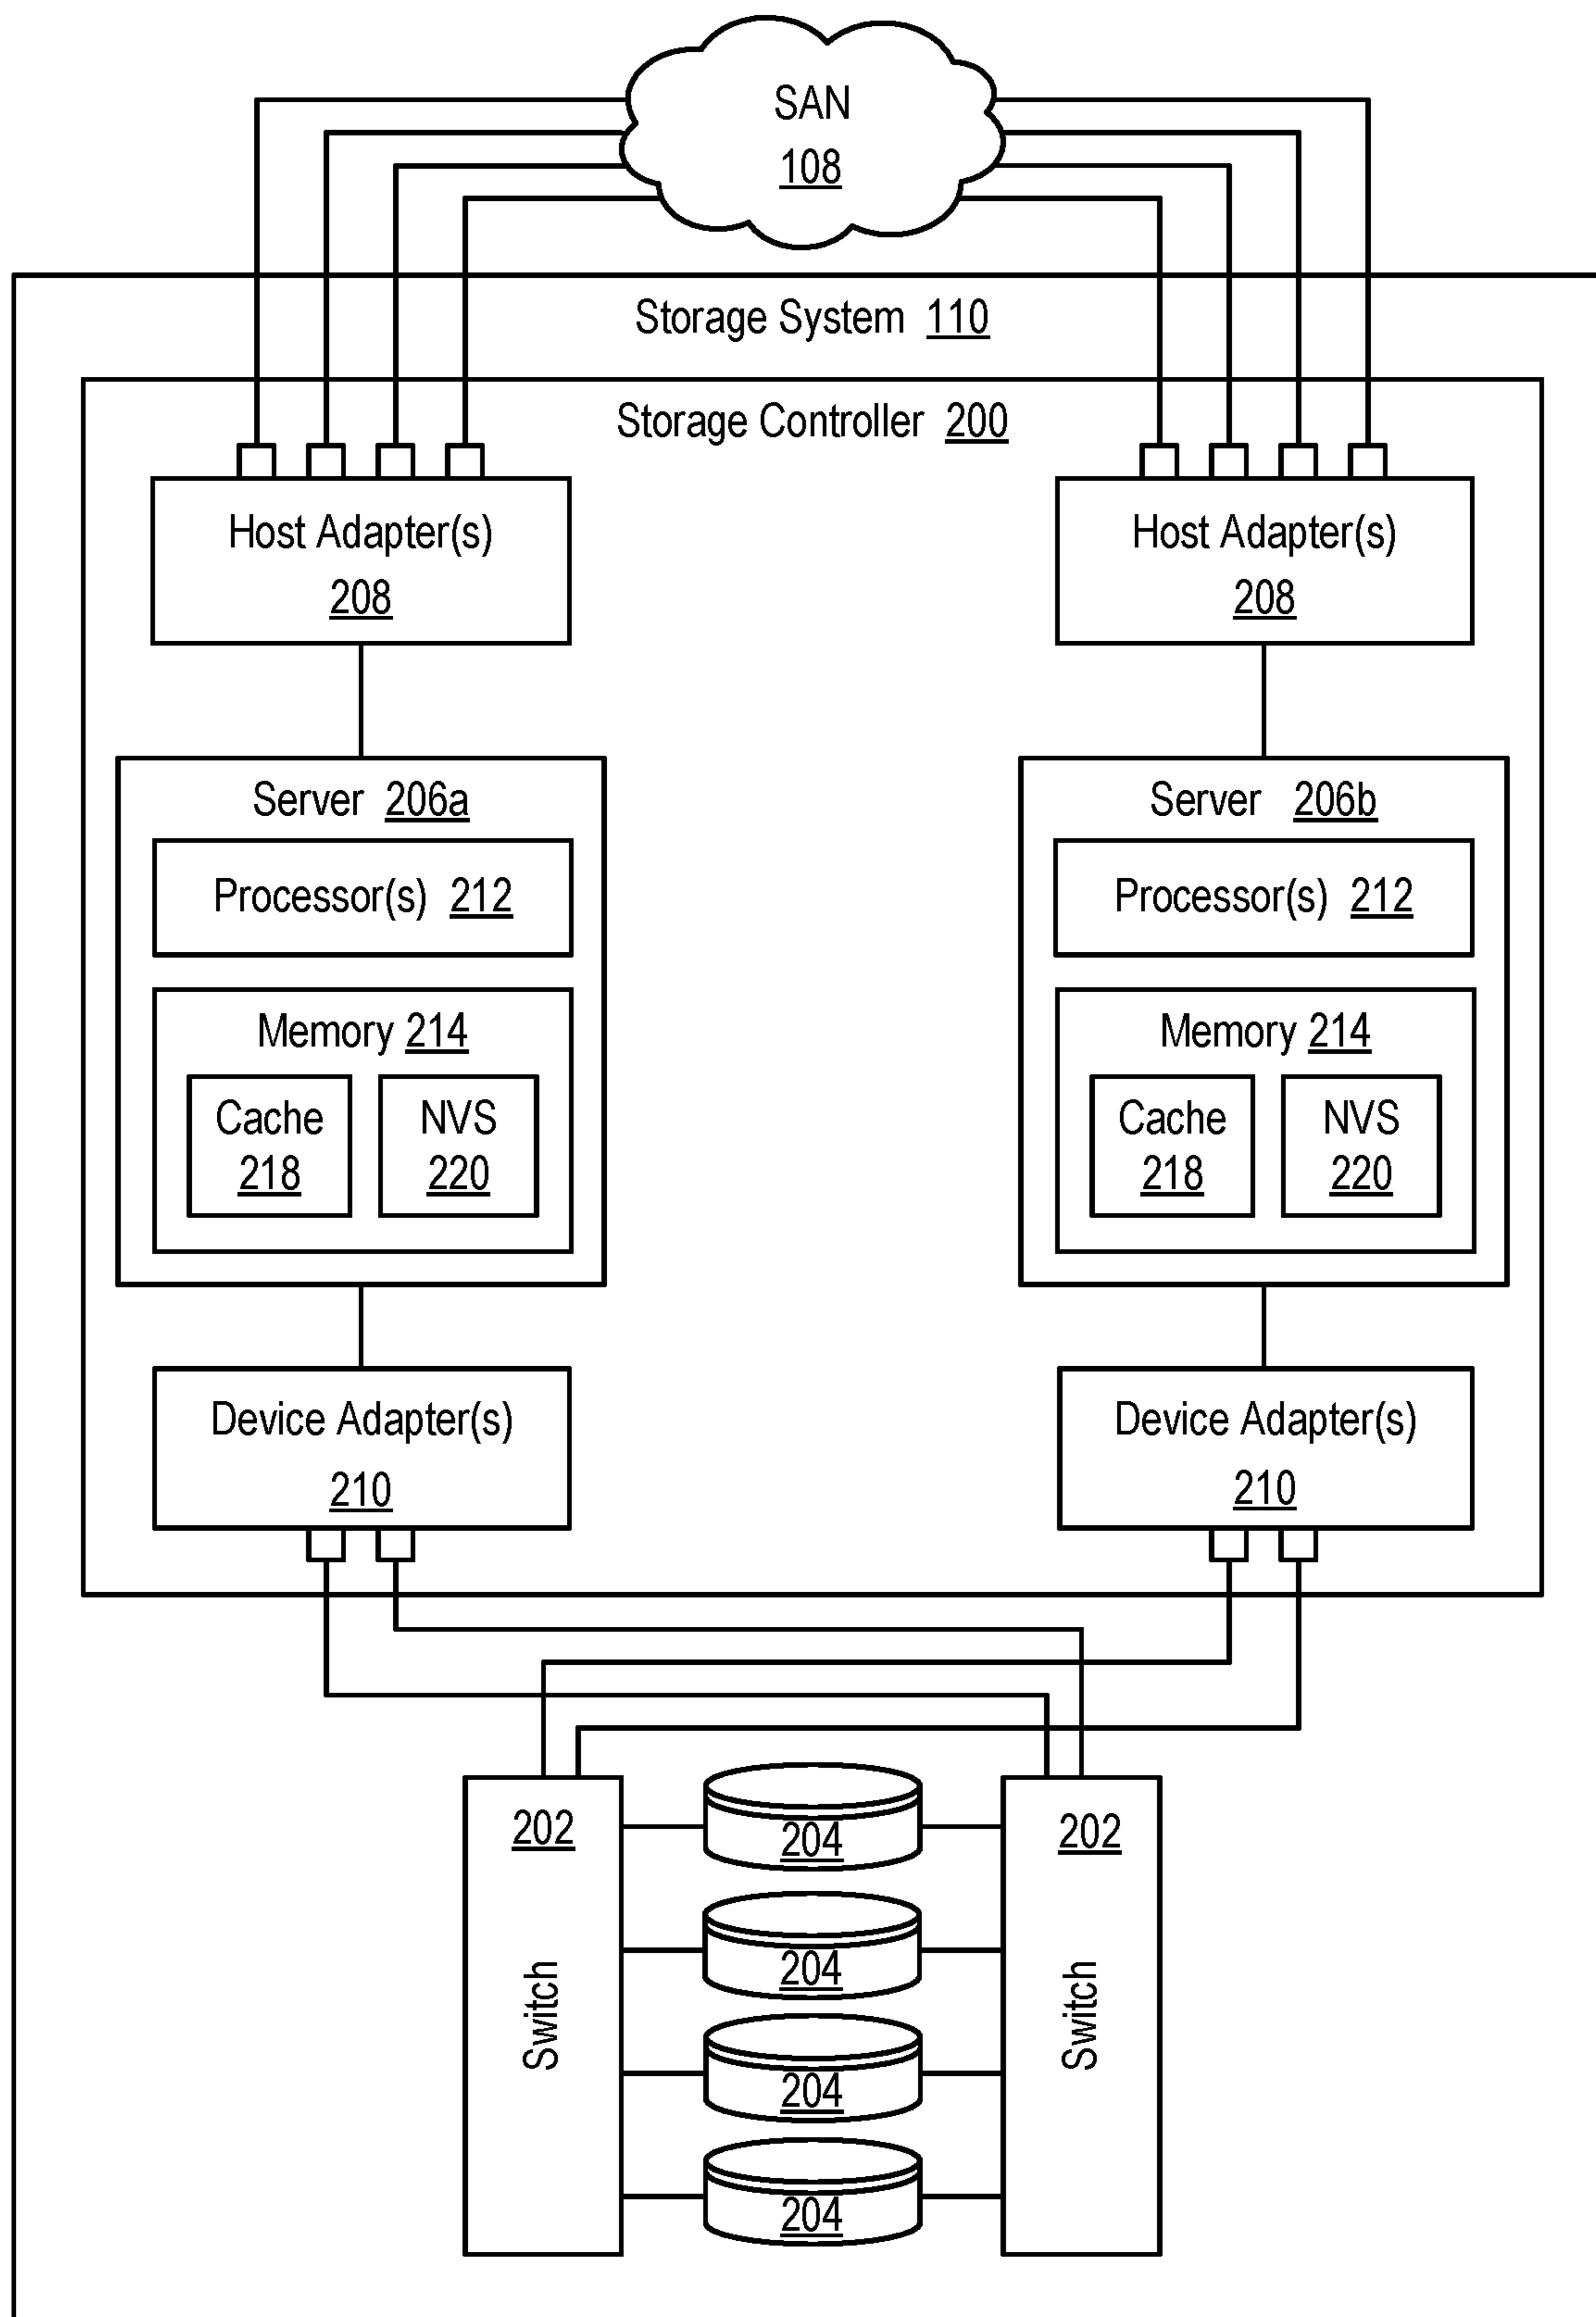 SAN
108
Storage System 110
Storage Controller 200
Host Adapter(s)
208
Host Adapter(s)
208
Server 206a
Processor(s) 212
Memory 214
Cache
218
NVS
220
Server 206b
Processor(s) 212
Memory 214
Cache
218
NVS
220
Device Adapter(s)
210
Device Adapter(s)
210
202
Switch
204
204
204
204
202
Switch